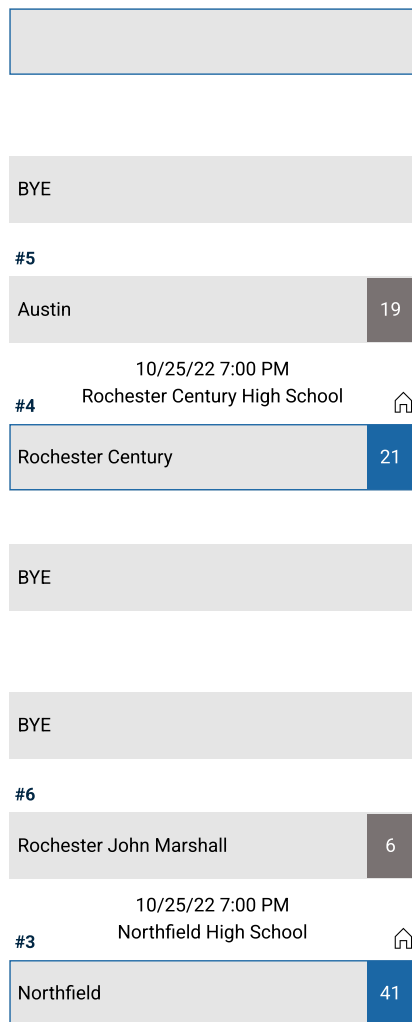 BYE
#5
Austin 19
10/25/22 7:00 PM
Rochester Century High School
#4
Rochester Century 21
BYE
BYE
#6
Rochester John Marshall 6
10/25/22 7:00 PM
Northfield High School
#3
Northfield 41